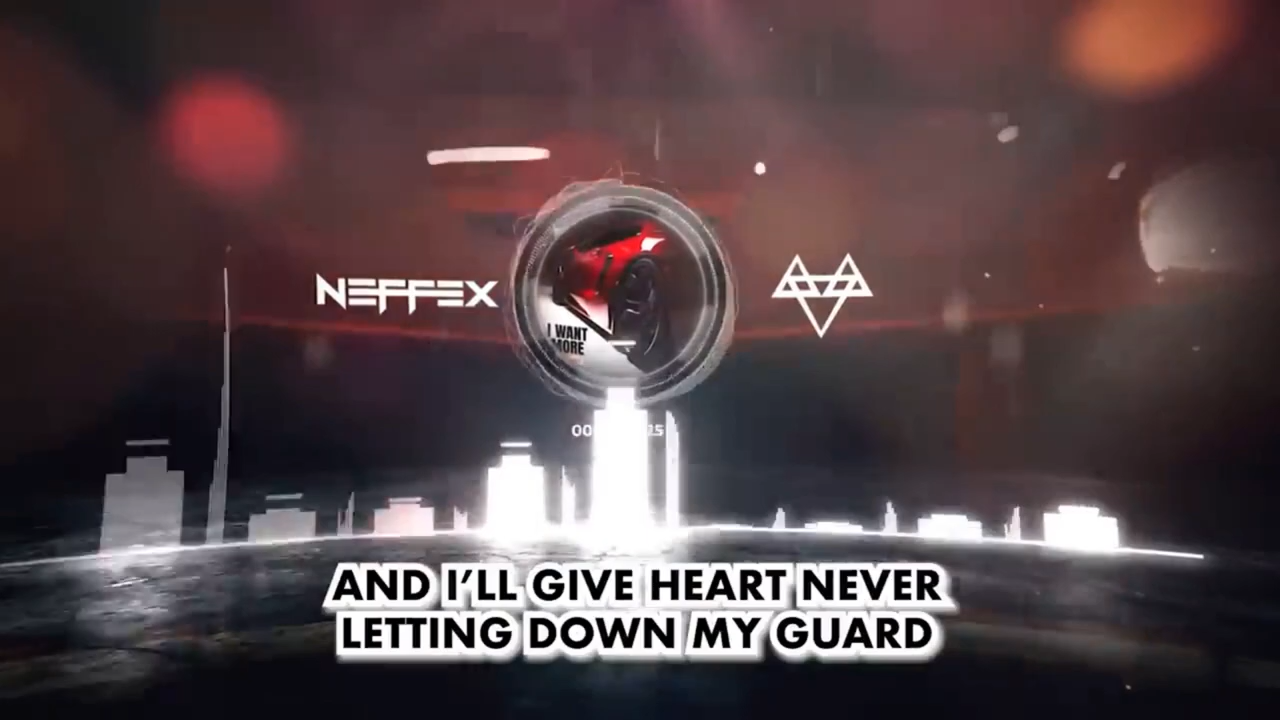 NEFFEX
I WANT
MORE
AND I'LL GIVE HEART NEVER
LETTING DOWN MY GUARD